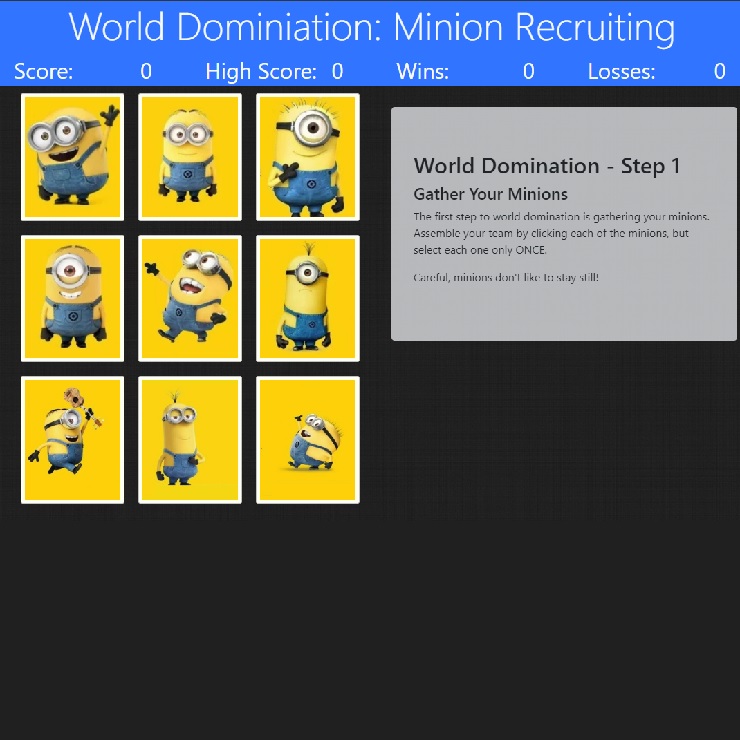 World Dominiation: Minion Recruiting
Score: 0 High Score: 0 Wins: 0 Losses: 0
World Domination - Step 1
Gather Your Minions
The first step to world domination is gathering your minions.
Assemble your team by clicking each of the minions, but
select each one only ONCE.
Careful, minions don't like to stay still!